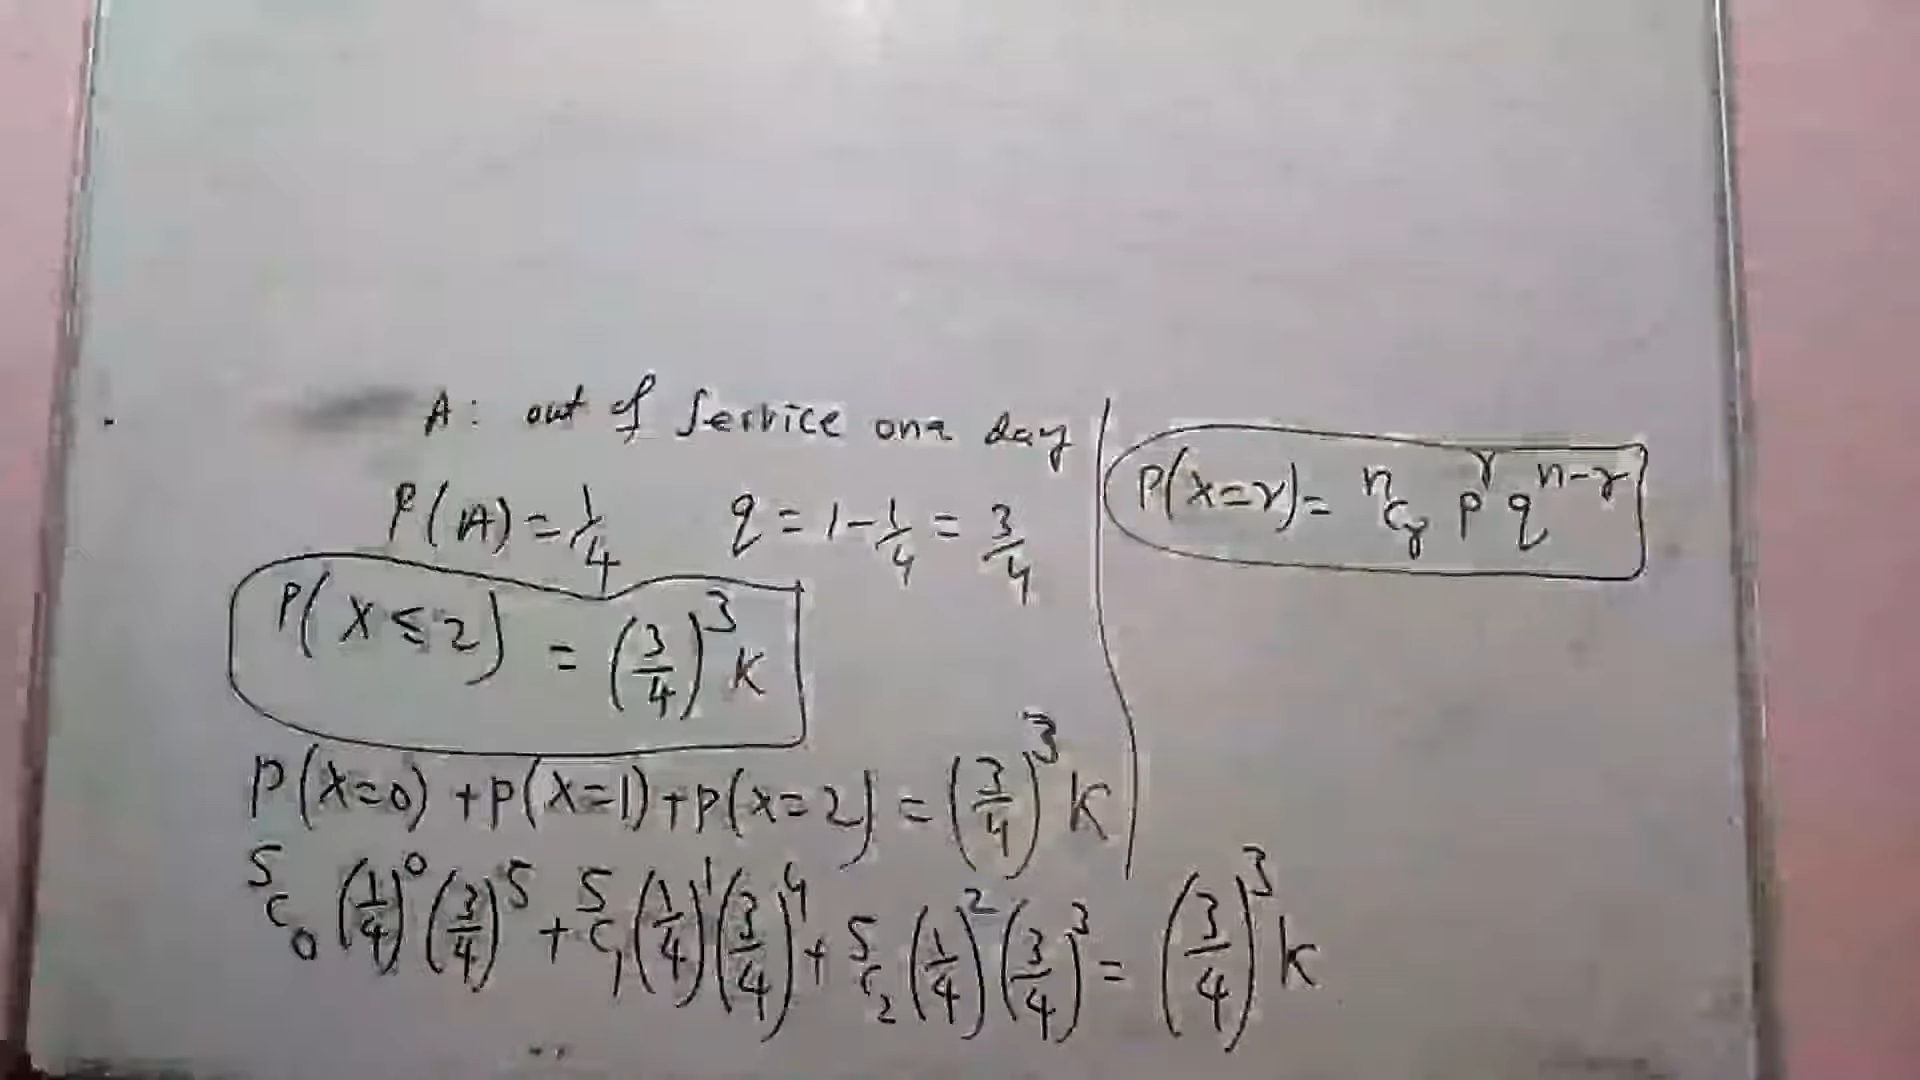 A: out of service one day
P(A) = 1/4 q = 1 - 1/4 = 3/4
P(X=r) = ⁿCᵣ pʳ qⁿ⁻ʳ
P(X ≤ 2) = (3/4)³ K
P(X=0) + P(X=1) + P(X=2) = (3/4)³ K
⁵C₀ (1/4)⁰ (3/4)⁵ + ⁵C₁ (1/4)¹ (3/4)⁴ + ⁵C₂ (1/4)² (3/4)³ = (3/4)³ K